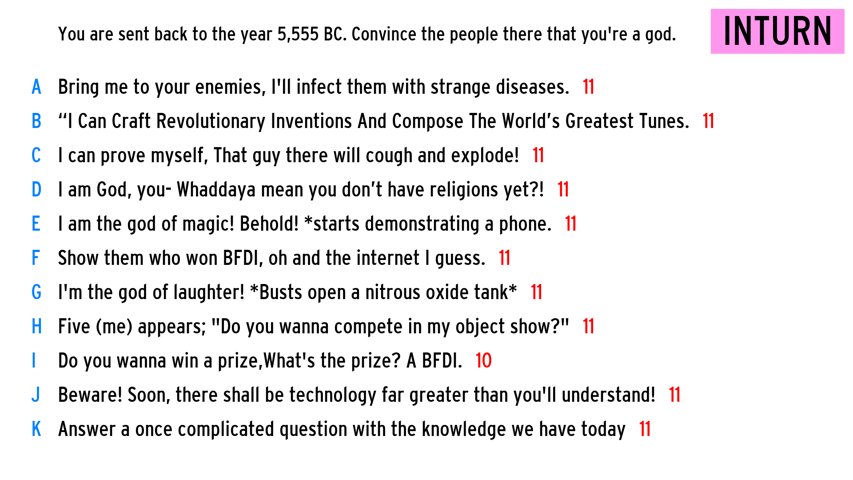 You are sent back to the year 5,555 BC. Convince the people there that you're a god.
INTURN
A Bring me to your enemies, I'll infect them with strange diseases. 11
B “I Can Craft Revolutionary Inventions And Compose The World’s Greatest Tunes. 11
C I can prove myself, That guy there will cough and explode! 11
D I am God, you- Whaddaya mean you don’t have religions yet?! 11
E I am the god of magic! Behold! *starts demonstrating a phone. 11
F Show them who won BFDI, oh and the internet I guess. 11
G I'm the god of laughter! *Busts open a nitrous oxide tank* 11
H Five (me) appears; "Do you wanna compete in my object show?" 11
I Do you wanna win a prize,What's the prize? A BFDI. 10
J Beware! Soon, there shall be technology far greater than you'll understand! 11
K Answer a once complicated question with the knowledge we have today 11